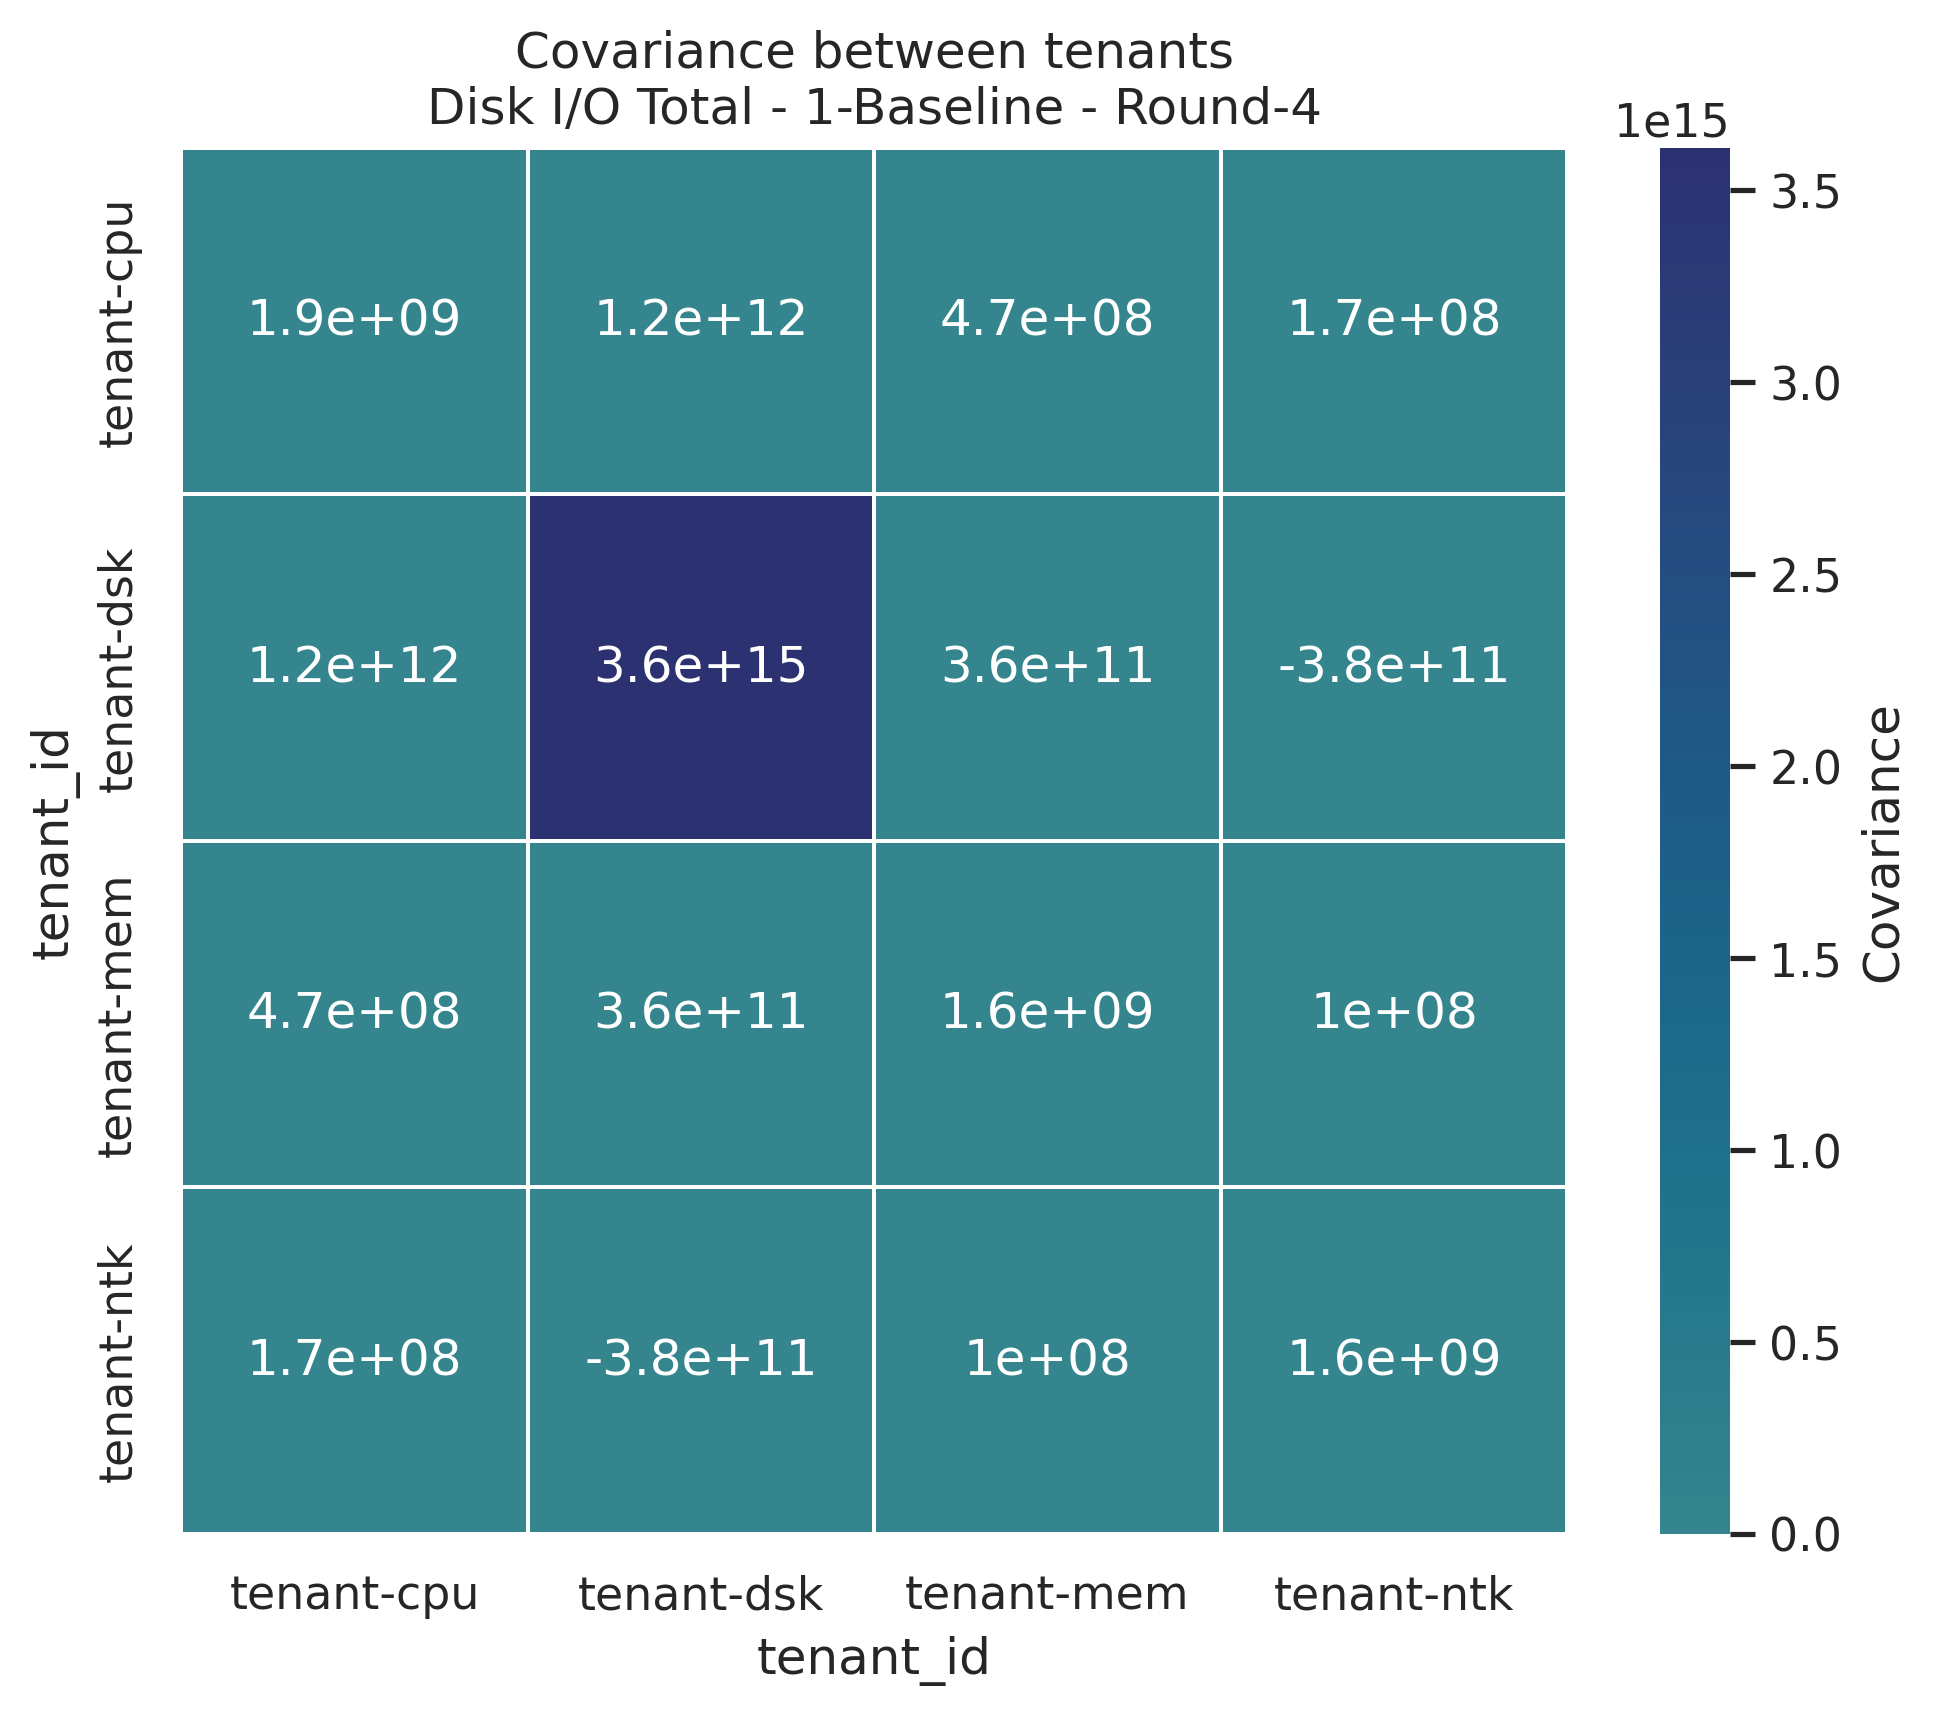 Covariance between tenants
Disk I/O Total - 1-Baseline - Round-4
1e15
tenant-cpu
1.9e+09 1.2e+12 4.7e+08 1.7e+08
tenant-dsk
1.2e+12 3.6e+15 3.6e+11 -3.8e+11
tenant-mem
4.7e+08 3.6e+11 1.6e+09 1e+08
tenant-ntk
1.7e+08 -3.8e+11 1e+08 1.6e+09
tenant_id
tenant-cpu tenant-dsk tenant-mem tenant-ntk
tenant_id
3.5
3.0
2.5
2.0
1.5
1.0
0.5
0.0
Covariance